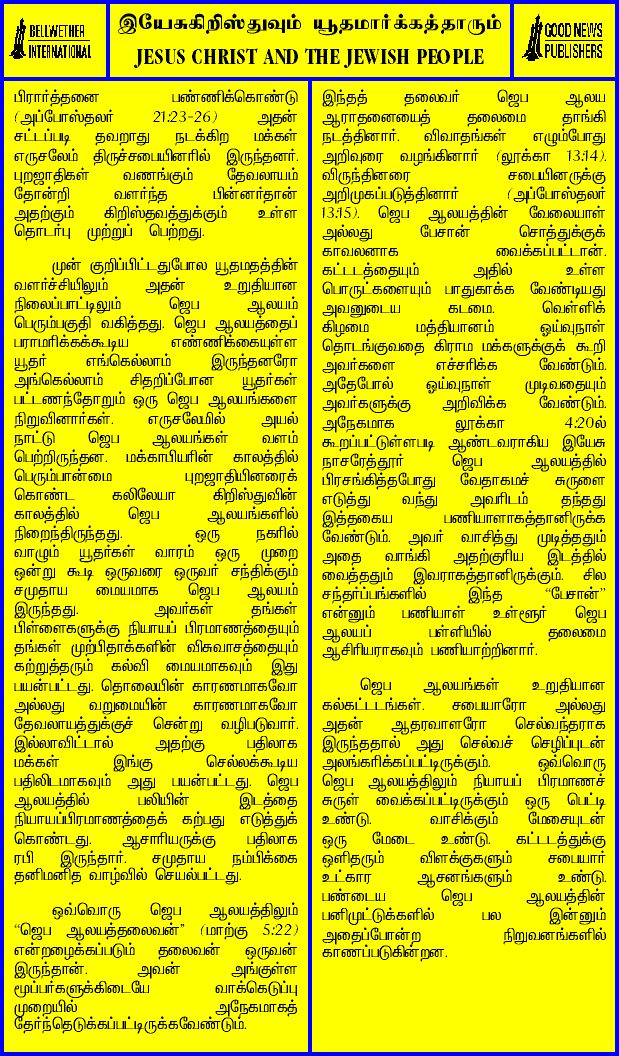 BELLWETHER
INTERNATIONAL
இயேசுகிறிஸ்துவும் யூதமார்க்கத்தாரும்
JESUS CHRIST AND THE JEWISH PEOPLE
GOOD NEWS
PUBLISHERS
பிரார்த்தனை பண்ணிக்கொண்டு
(அப்போஸ்தலர் 21:23-26) அதன்
சட்டப்படி தவறாது நடக்கிற மக்கள்
எருசலேம் திருச்சபையினரில் இருந்தனர்.
புறஜாதிகள் வணங்கும் தேவலாயம்
தோன்றி வளர்ந்த பின்னர்தான்
அதற்கும் கிறிஸ்தவத்துக்கும் உள்ள
தொடர்பு முற்றுப் பெற்றது.
முன் குறிப்பிட்டதுபோல யூதமதத்தின்
வளர்ச்சியிலும் அதன் உறுதியான
நிலைப்பாட்டிலும் ஜெப ஆலயம்
பெரும்பகுதி வகித்தது. ஜெப ஆலயத்தைப்
பராமரிக்கக்கூடிய எண்ணிக்கையுள்ள
யூதர் எங்கெல்லாம் இருந்தனரோ
அங்கெல்லாம் சிதறிப்போன யூதர்கள்
பட்டணந்தோறும் ஒரு ஜெப ஆலயங்களை
நிறுவினார்கள். எருசலேமில் அயல்
நாட்டு ஜெப ஆலயங்கள் வளம்
பெற்றிருந்தன. மக்காபியரின் காலத்தில்
பெரும்பான்மை புறஜாதியினரைக்
கொண்ட கலிலேயா கிறிஸ்துவின்
காலத்தில் ஜெப ஆலயங்களில்
நிறைந்திருந்தது. ஒரு நகரில்
வாழும் யூதர்கள் வாரம் ஒரு முறை
ஒன்று கூடி ஒருவரை ஒருவர் சந்திக்கும்
சமுதாய மையமாக ஜெப ஆலயம்
இருந்தது. அவர்கள் தங்கள்
பிள்ளைகளுக்கு நியாயப் பிரமாணத்தையும்
தங்கள் முற்பிதாக்களின் விசுவாசத்தையும்
கற்றுத்தரும் கல்வி மையமாகவும் இது
பயன்பட்டது. தொலையின் காரணமாகவோ
அல்லது வறுமையின் காரணமாகவோ
தேவலாயத்துக்குச் சென்று வழிபடுவார்.
இல்லாவிட்டால் அதற்கு பதிலாக
மக்கள் இங்கு செல்லக்கூடிய
பதிலிடமாகவும் அது பயன்பட்டது. ஜெப
ஆலயத்தில் பலியின் இடத்தை
நியாயப்பிரமாணத்தைக் கற்பது எடுத்துக்
கொண்டது. ஆசாரியருக்கு பதிலாக
ரபி இருந்தார். சமுதாய நம்பிக்கை
தனிமனித வாழ்வில் செயல்பட்டது.
ஒவ்வொரு ஜெப ஆலயத்திலும்
“ஜெப ஆலயத்தலைவன்” (மாற்கு 5:22)
என்றழைக்கப்படும் தலைவன் ஒருவன்
இருந்தான். அவன் அங்குள்ள
மூப்பர்களுக்கிடையே வாக்கெடுப்பு
முறையில் அநேகமாகத்
தேர்ந்தெடுக்கப்பட்டிருக்கவேண்டும்.
இந்தத் தலைவர் ஜெப ஆலய
ஆராதனையைத் தலைமை தாங்கி
நடத்தினார். விவாதங்கள் எழும்போது
அறிவுரை வழங்கினார் (லூக்கா 13:14).
விருந்தினரை சபையினருக்கு
அறிமுகப்படுத்தினார் (அப்போஸ்தலர்
13:15). ஜெப ஆலயத்தின் வேலையாள்
அல்லது பேசான் சொத்துக்குக்
காவலனாக வைக்கப்பட்டான்.
கட்டடத்தையும் அதில் உள்ள
பொருட்களையும் பாதுகாக்க வேண்டியது
அவனுடைய கடமை. வெள்ளிக்
கிழமை மத்தியானம் ஓய்வுநாள்
தொடங்குவதை கிராம மக்களுக்குக் கூறி
அவர்களை எச்சரிக்க வேண்டும்.
அதேபோல் ஓய்வுநாள் முடிவதையும்
அவர்களுக்கு அறிவிக்க வேண்டும்.
அநேகமாக லூக்கா 4:20ல்
கூறப்பட்டுள்ளபடி ஆண்டவராகிய இயேசு
நாசரேத்தூர் ஜெப ஆலயத்தில்
பிரசங்கித்தபோது வேதாகமச் சுருளை
எடுத்து வந்து அவரிடம் தந்தது
இத்தகைய பணியாளாகத்தானிருக்க
வேண்டும். அவர் வாசித்து முடித்ததும்
அதை வாங்கி அதற்குரிய இடத்தில்
வைத்ததும் இவராகத்தானிருக்கும். சில
சந்தர்ப்பங்களில் இந்த “பேசான்”
என்னும் பணியாள் உள்ளூர் ஜெப
ஆலயப் பள்ளியில் தலைமை
ஆசிரியராகவும் பணியாற்றினார்.
ஜெப ஆலயங்கள் உறுதியான
கல்கட்டடங்கள். சபையாரோ அல்லது
அதன் ஆதரவாளரோ செல்வந்தராக
இருந்ததால் அது செல்வச் செழிப்புடன்
அலங்கரிக்கப்பட்டிருக்கும். ஒவ்வொரு
ஜெப ஆலயத்திலும் நியாயப் பிரமாணச்
சுருள் வைக்கப்பட்டிருக்கும் ஒரு பெட்டி
உண்டு. வாசிக்கும் மேசையுடன்
ஒரு மேடை உண்டு. கட்டடத்துக்கு
ஒளிதரும் விளக்குகளும் சபையார்
உட்கார ஆசனங்களும் உண்டு.
பண்டைய ஜெப ஆலயத்தின்
பனிமுட்டுக்களில் பல இன்னும்
அதைப்போன்ற நிறுவனங்களில்
காணப்படுகின்றன.